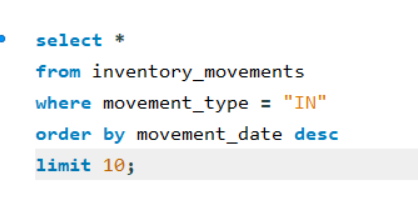 select *
from inventory_movements
where movement_type = "IN"
order by movement_date desc
limit 10;